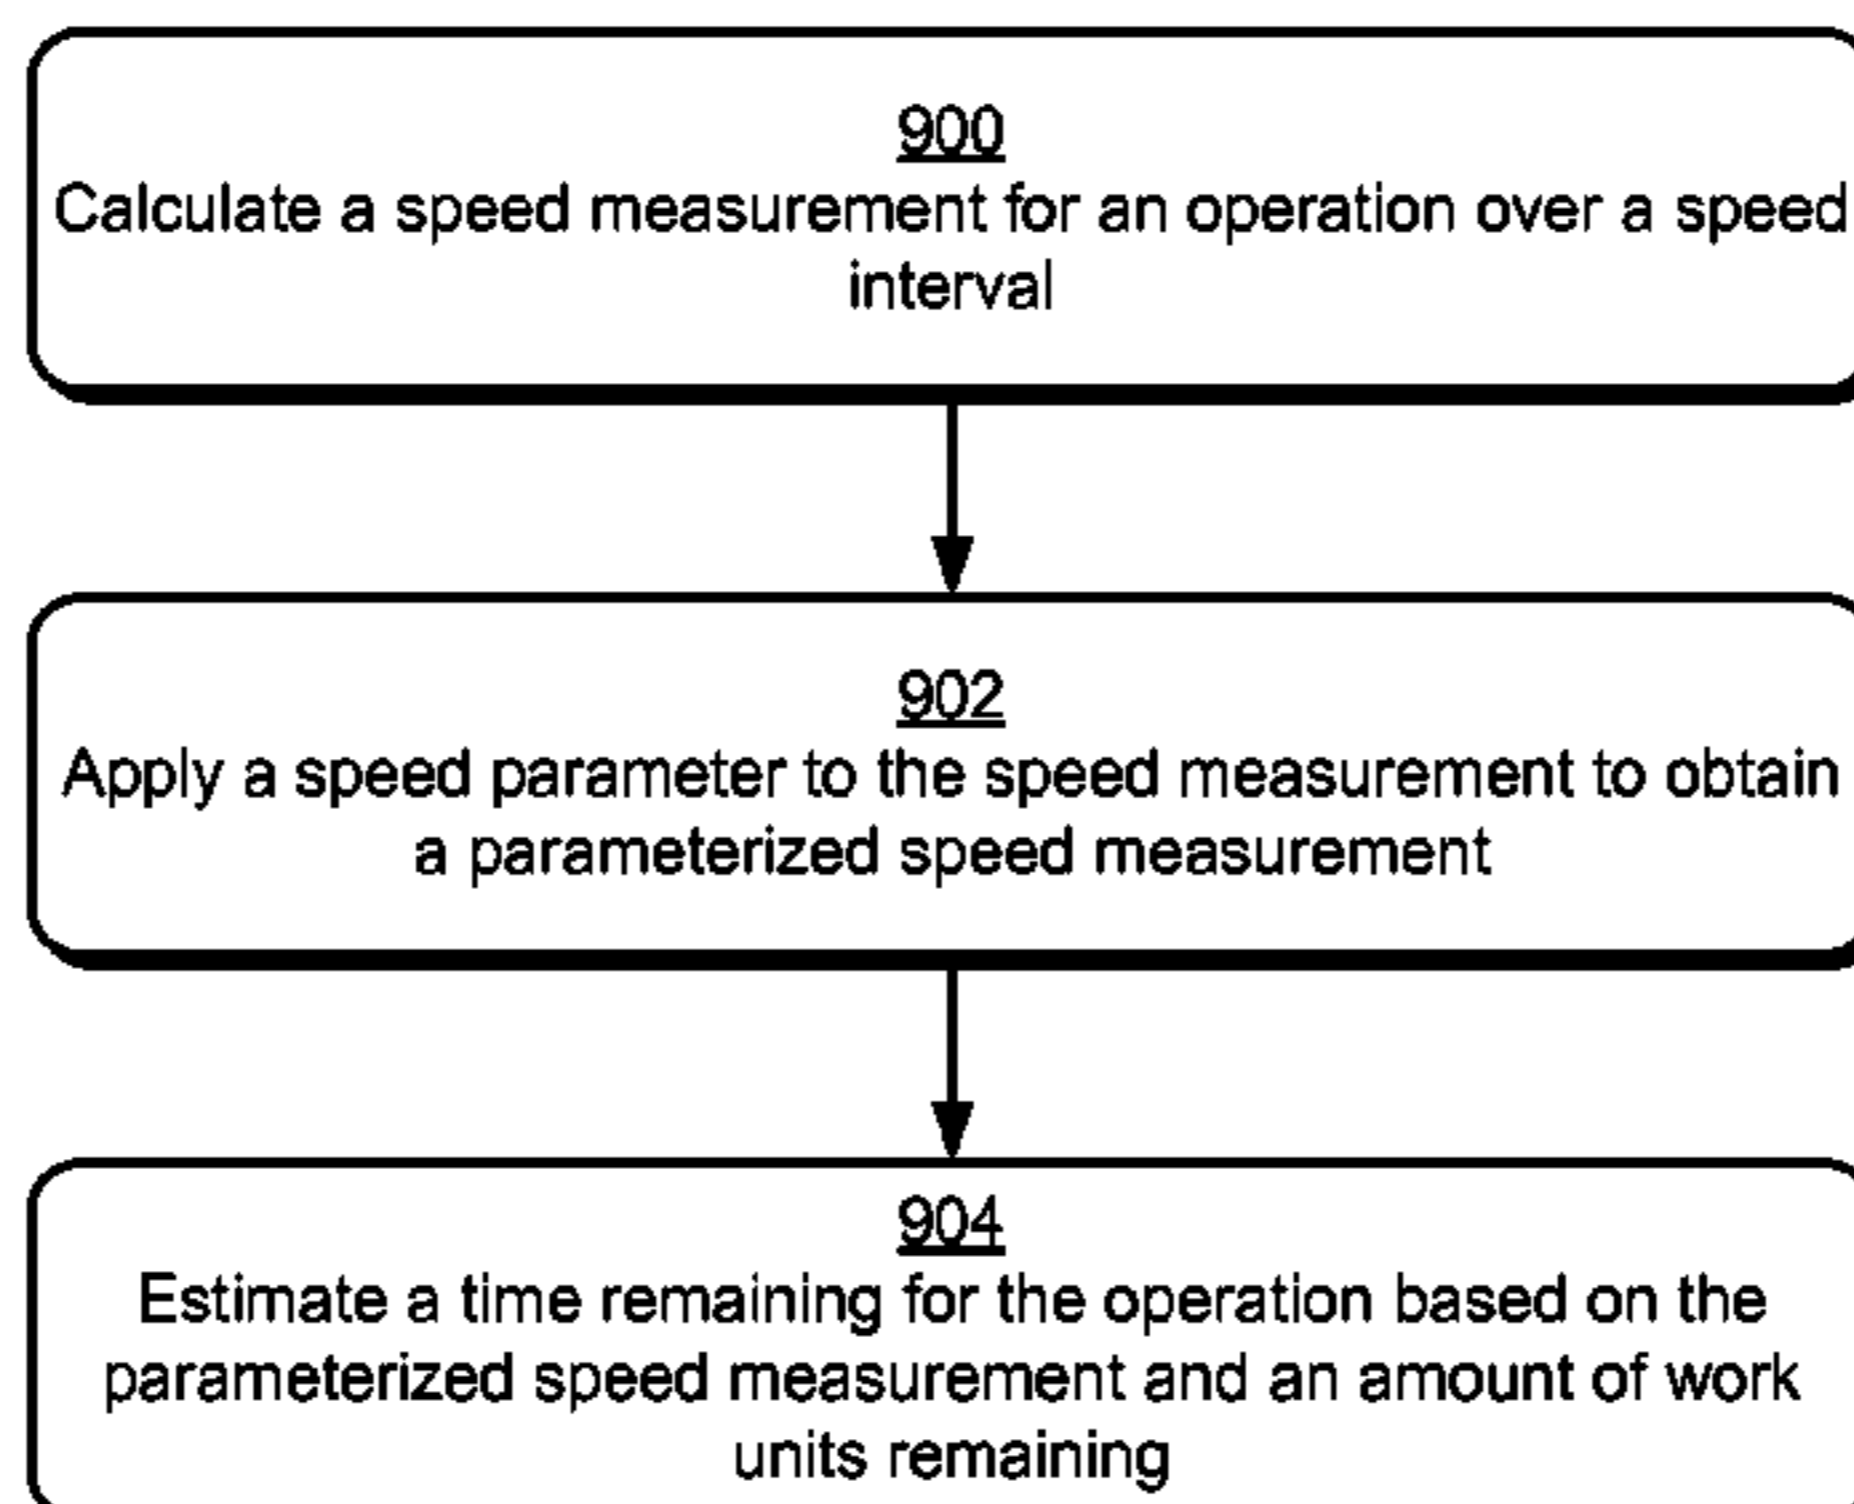 900
Calculate a speed measurement for an operation over a speed
interval
902
Apply a speed parameter to the speed measurement to obtain
a parameterized speed measurement
904
Estimate a time remaining for the operation based on the
parameterized speed measurement and an amount of work
units remaining